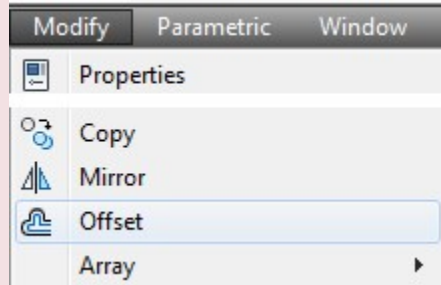 Modify Parametric Window
Properties
Copy
Mirror
Offset
Array